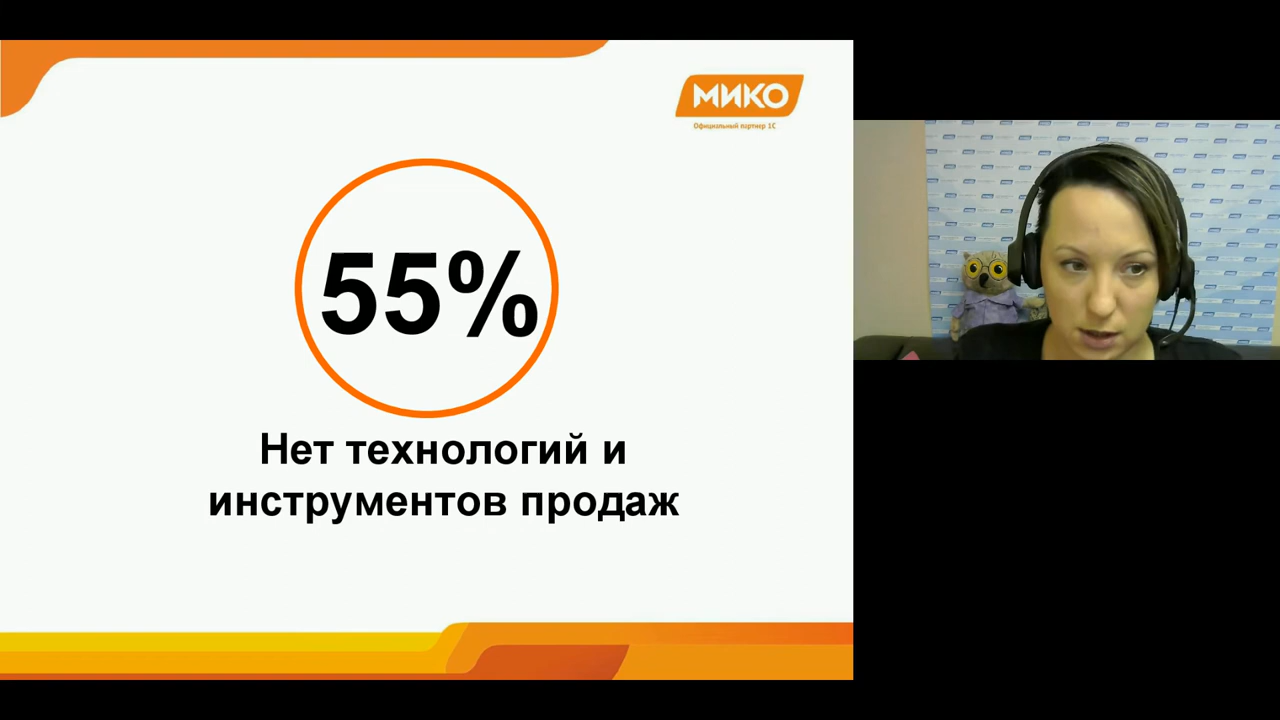 МИКО
Официальный партнер 1С
55%
Нет технологий и
инструментов продаж